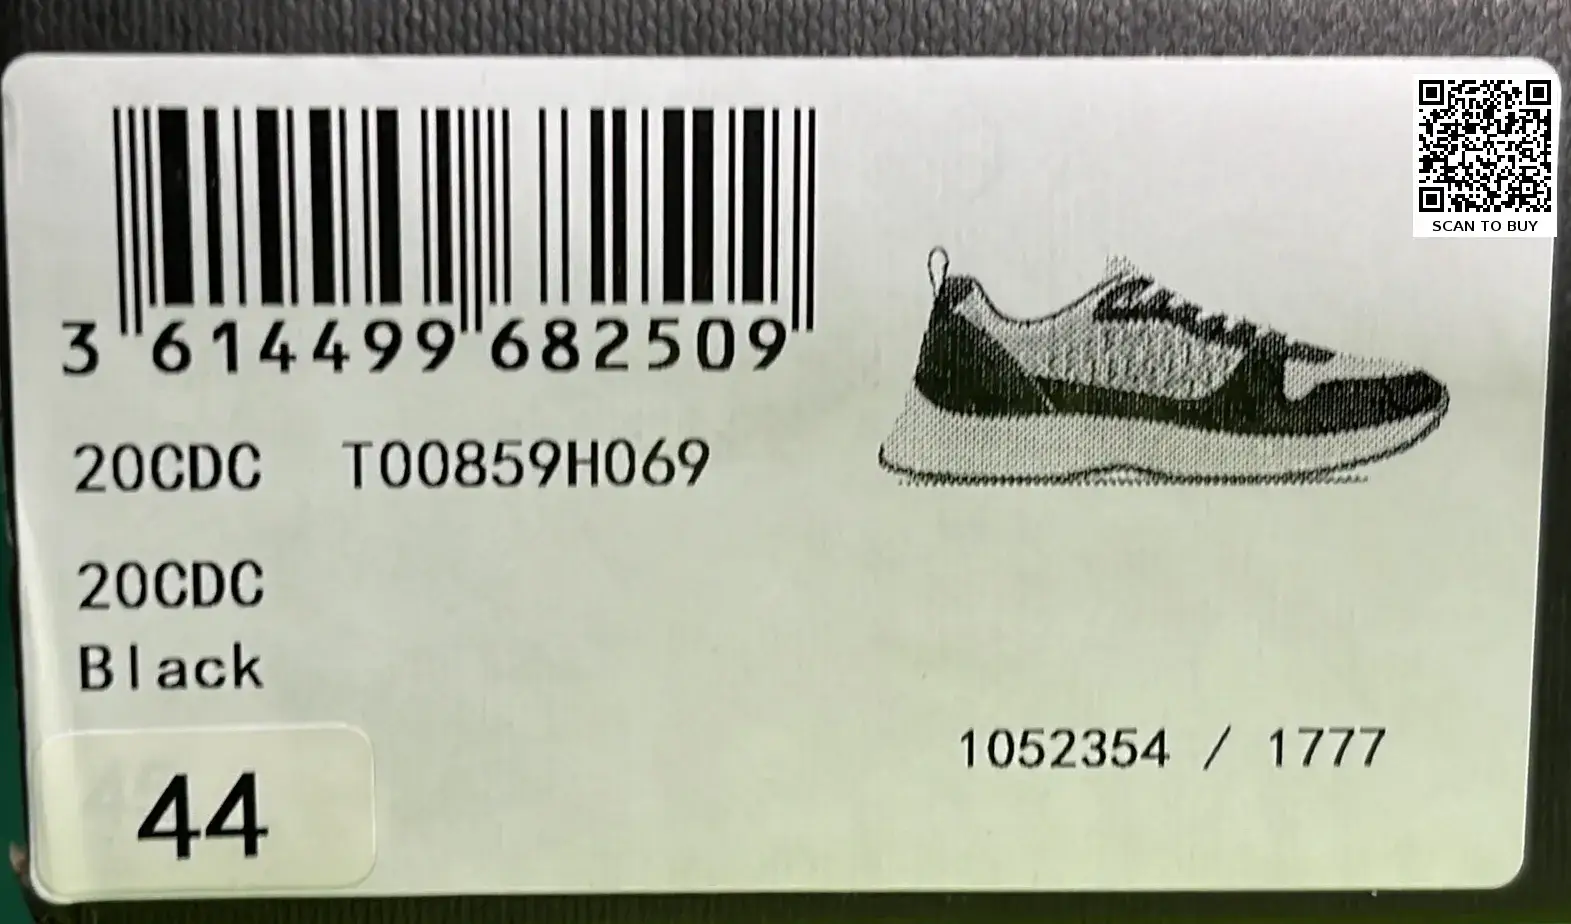 SCAN TO BUY
3 614499 682509
20CDC T00859H069
20CDC
Black
1052354 / 1777
44